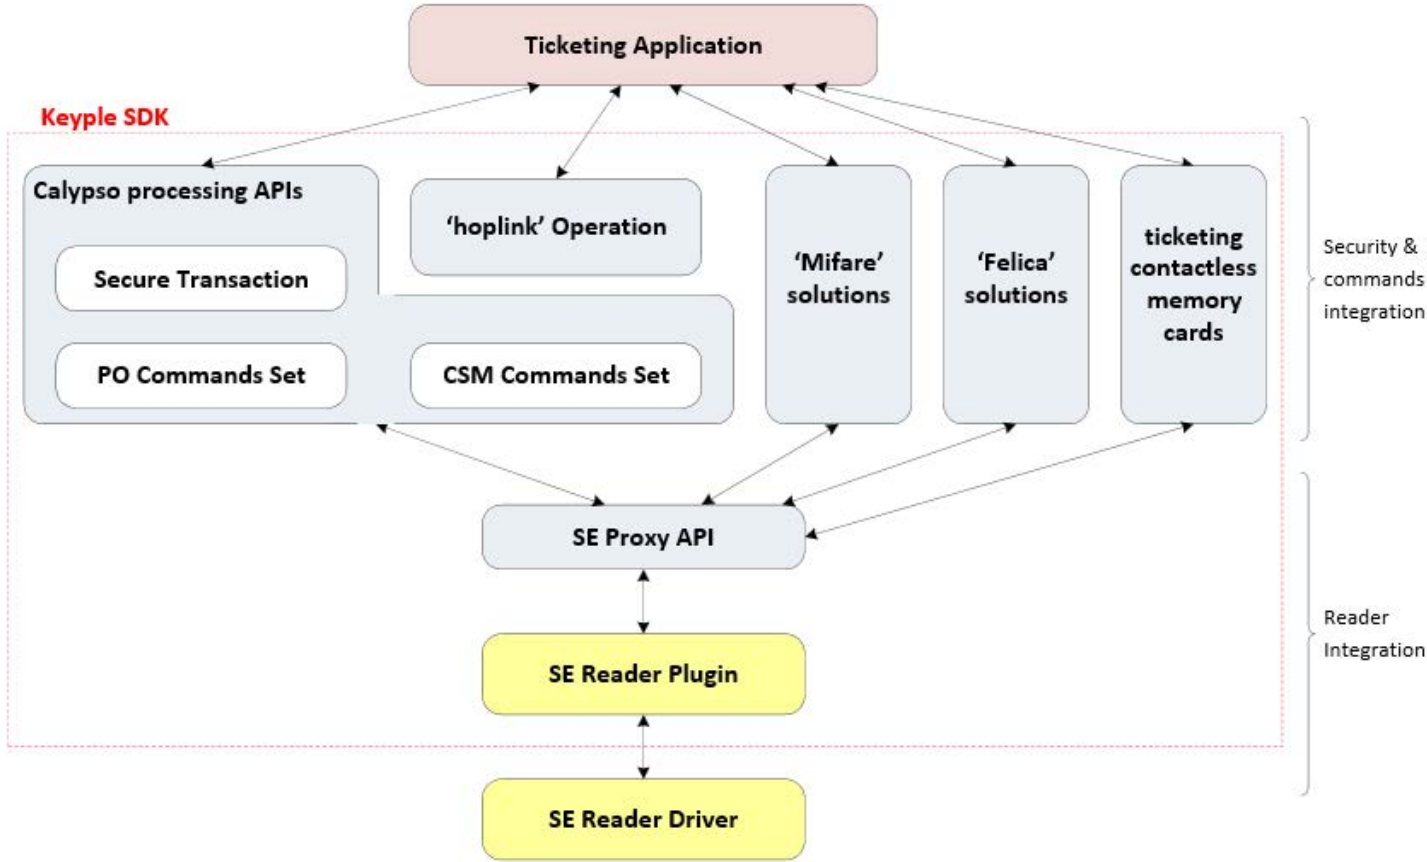 Ticketing Application
Keyple SDK
Calypso processing APIs
Secure Transaction
PO Commands Set
CSM Commands Set
‘hoplink’ Operation
‘Mifare’
solutions
‘Felica’
solutions
ticketing
contactless
memory
cards
Security &
commands
integration
SE Proxy API
SE Reader Plugin
SE Reader Driver
Reader
Integration